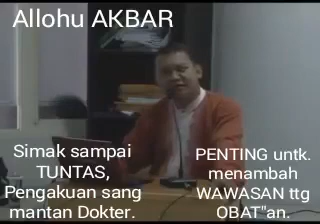 Allohu AKBAR
Simak sampai
TUNTAS,
Pengakuan sang
mantan Dokter.
PENTING untk.
menambah
WAWASAN ttg
OBAT"an.